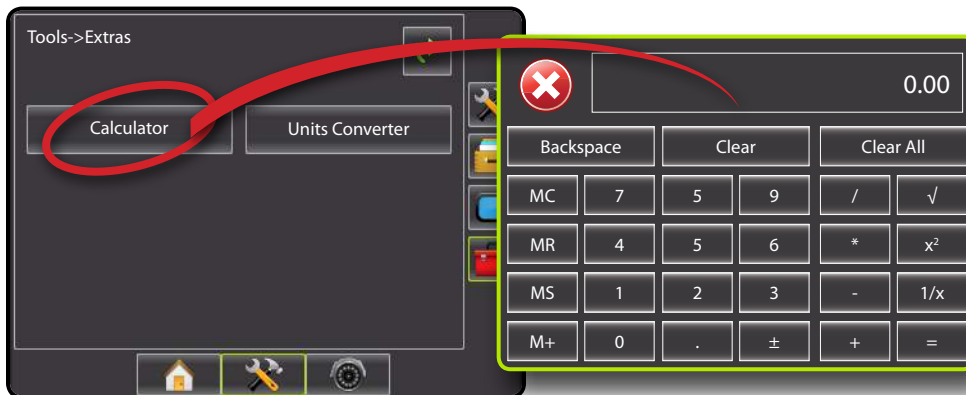 Tools->Extras
Calculator Units Converter
0.00
Backspace Clear Clear All
MC 7 5 9 / √
MR 4 5 6 * x²
MS 1 2 3 - 1/x
M+ 0 . ± + =